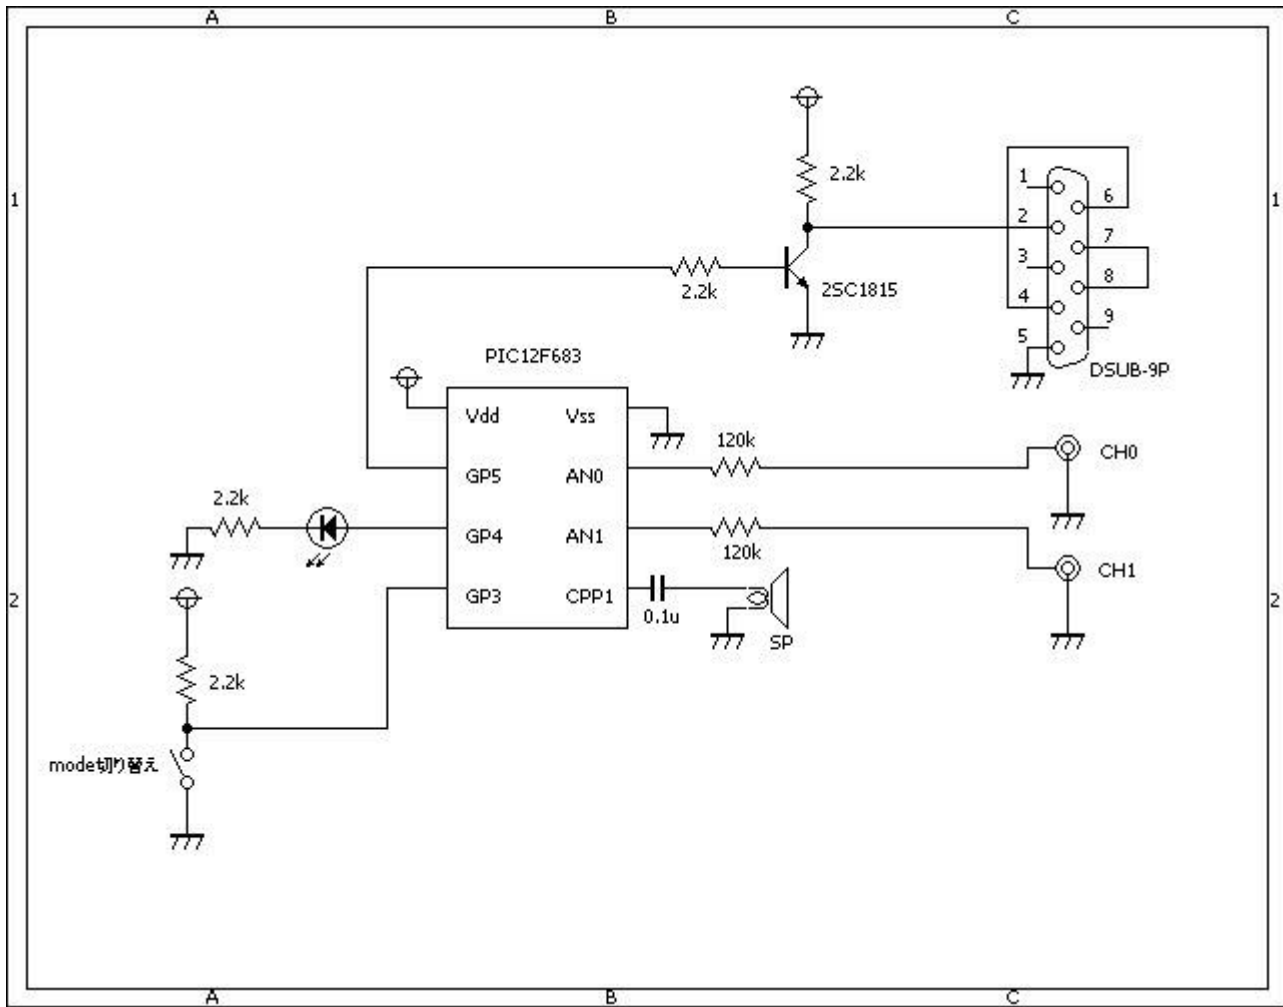 A B C
1 1
2.2k
1
6
2
7
2.2k
2SC1815
3
8
4
9
5
DSUB-9P
PIC12F683
Vdd Vss
120k
CH0
GP5 AN0
2.2k
GP4 AN1
120k
CH1
2 2
GP3 CPP1
0.1u
SP
2.2k
mode切り替え
A B C